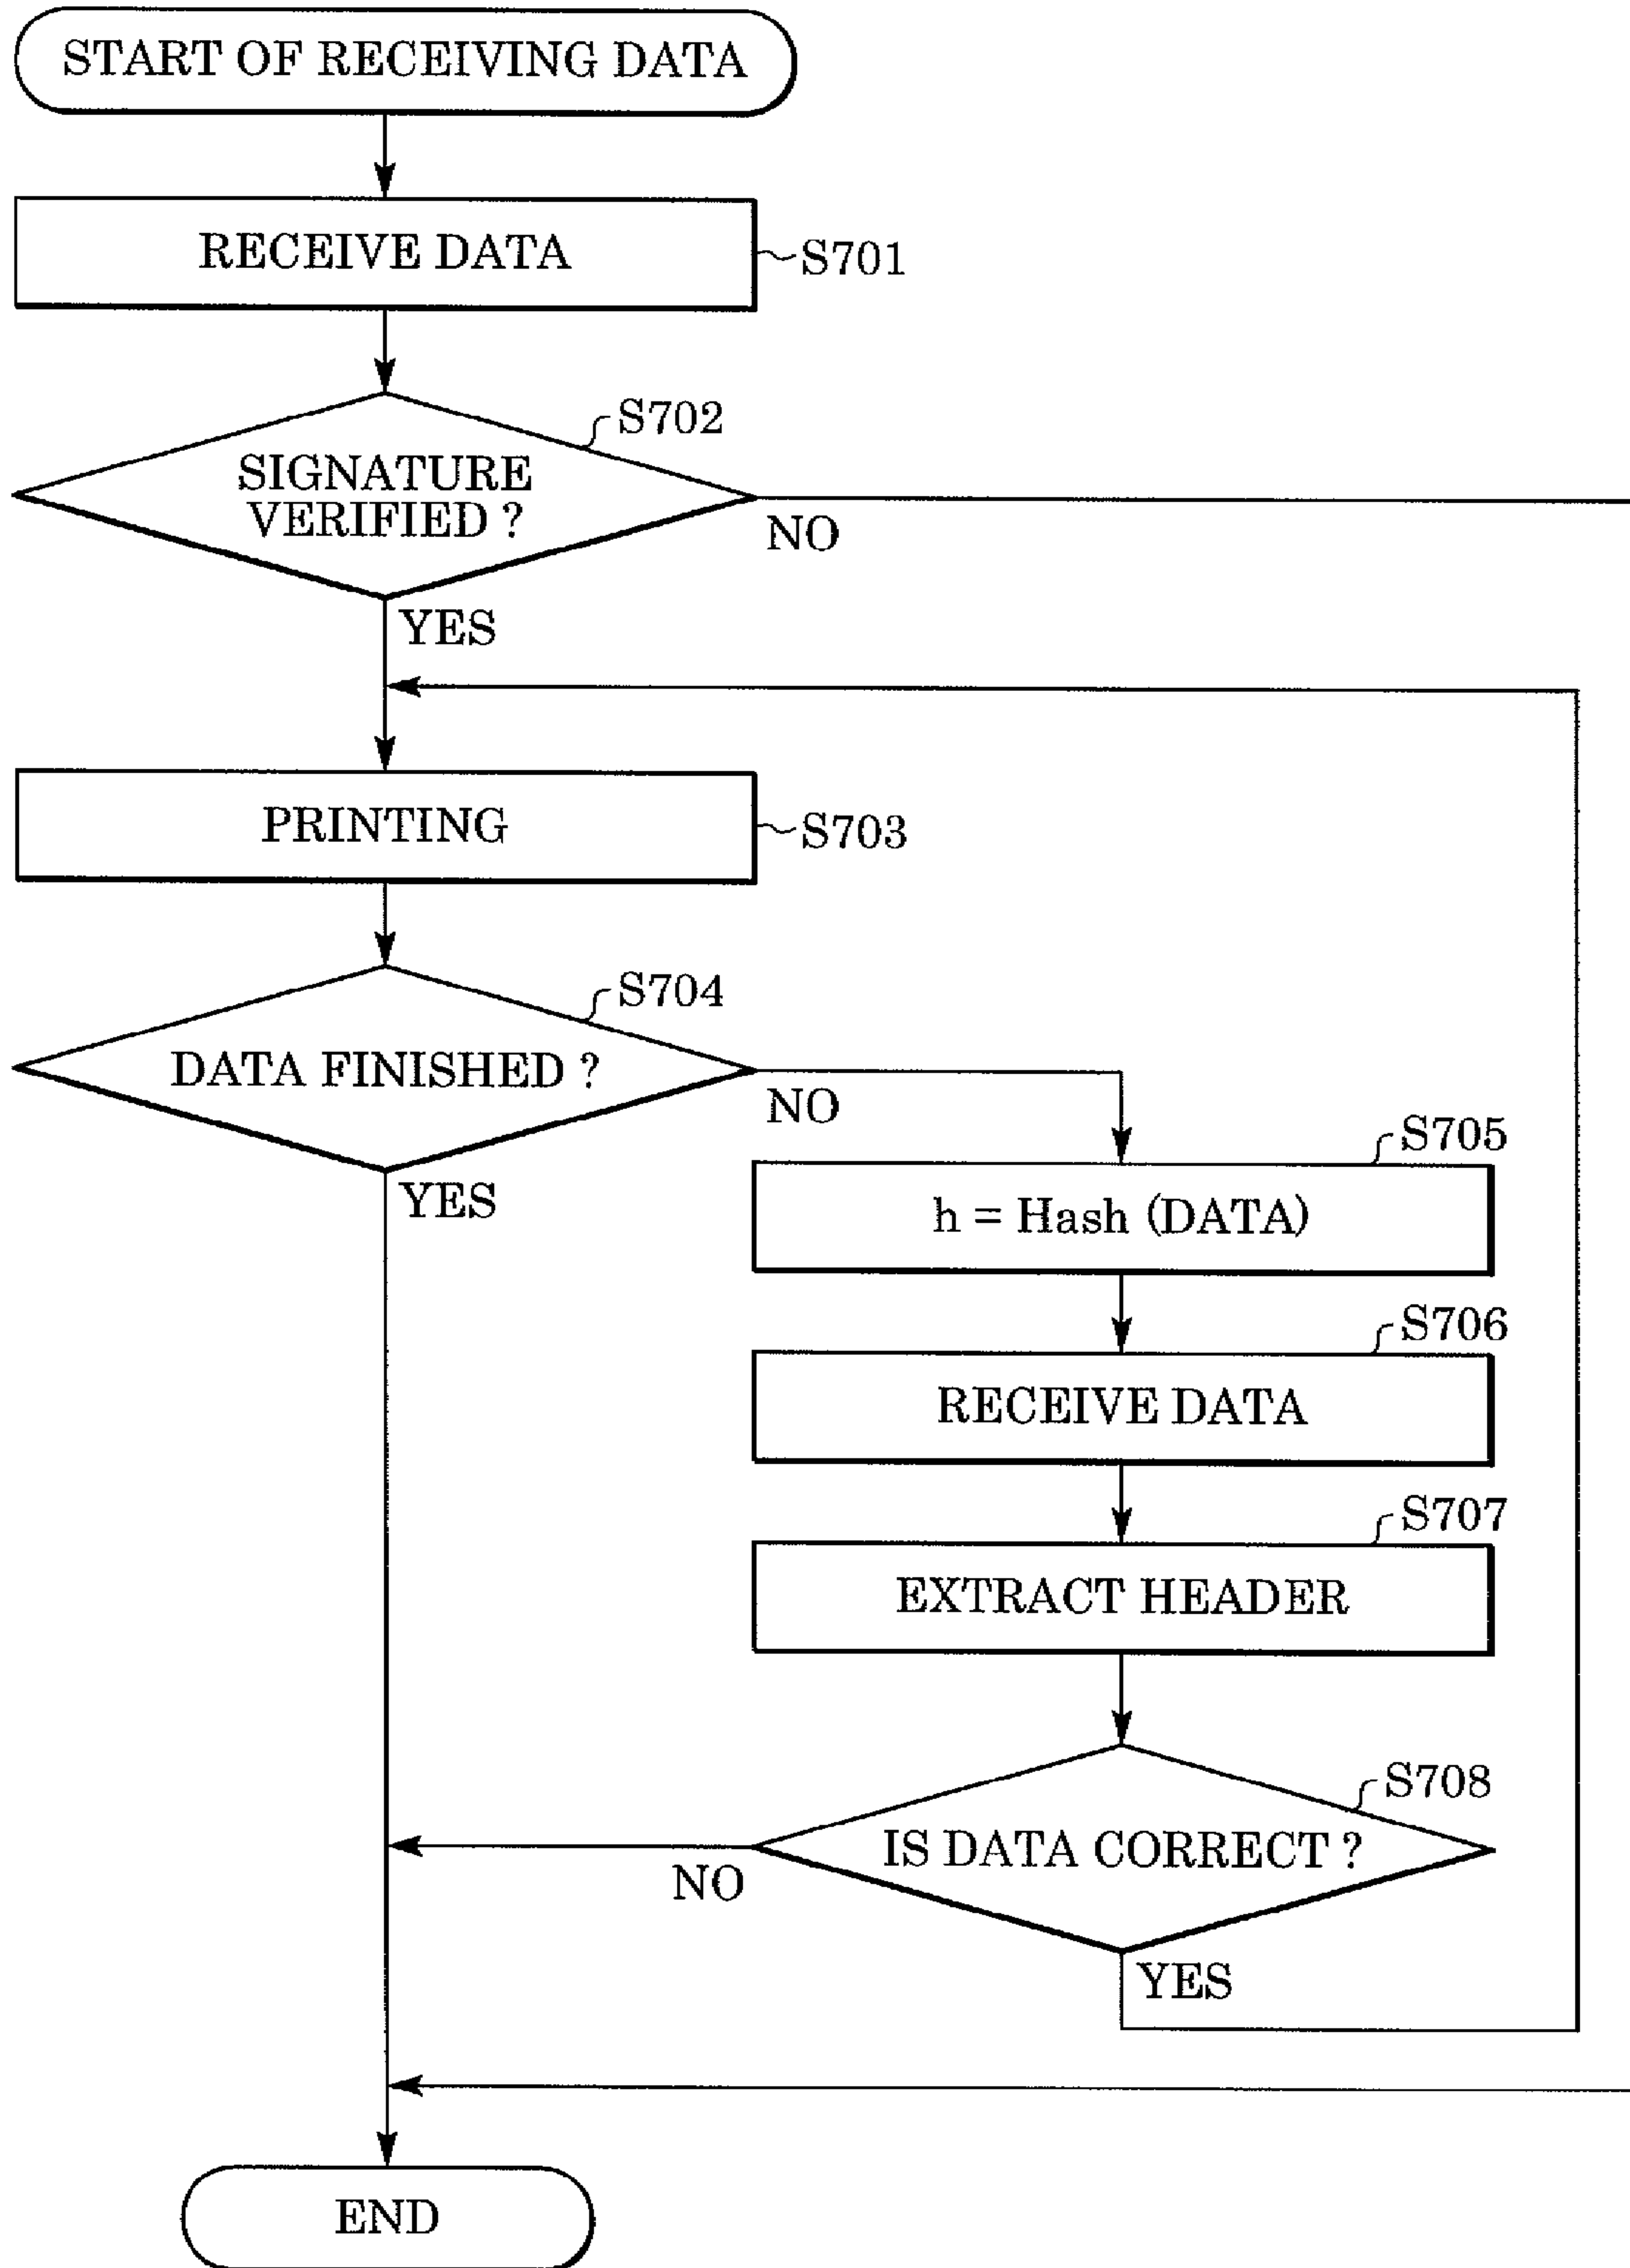 START OF RECEIVING DATA
RECEIVE DATA
S701
S702
SIGNATURE
VERIFIED ?
NO
YES
PRINTING
S703
S704
DATA FINISHED ?
NO
YES
S705
h = Hash (DATA)
S706
RECEIVE DATA
S707
EXTRACT HEADER
S708
IS DATA CORRECT ?
NO
YES
END